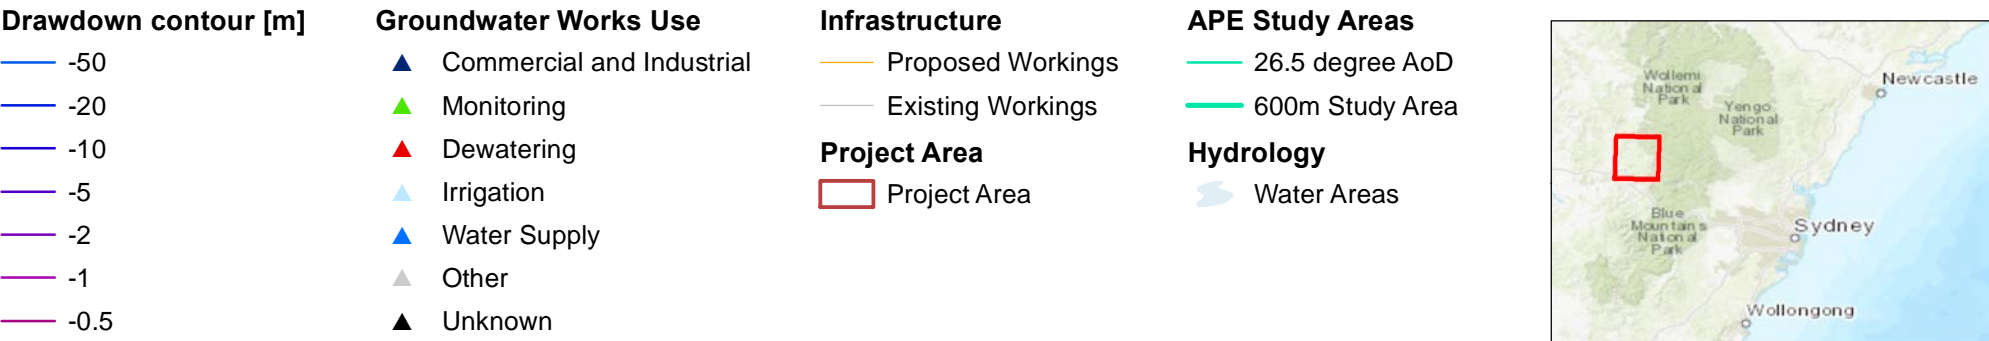 Drawdown contour [m]
-50
-20
-10
-5
-2
-1
-0.5
Groundwater Works Use
Commercial and Industrial
Monitoring
Dewatering
Irrigation
Water Supply
Other
Unknown
Infrastructure
Proposed Workings
Existing Workings
Project Area
Project Area
APE Study Areas
26.5 degree AoD
600m Study Area
Hydrology
Water Areas
Wollemi
National
Park
Yengo
National
Park
Newcastle
Blue
Mountains
National
Park
Sydney
Wollongong